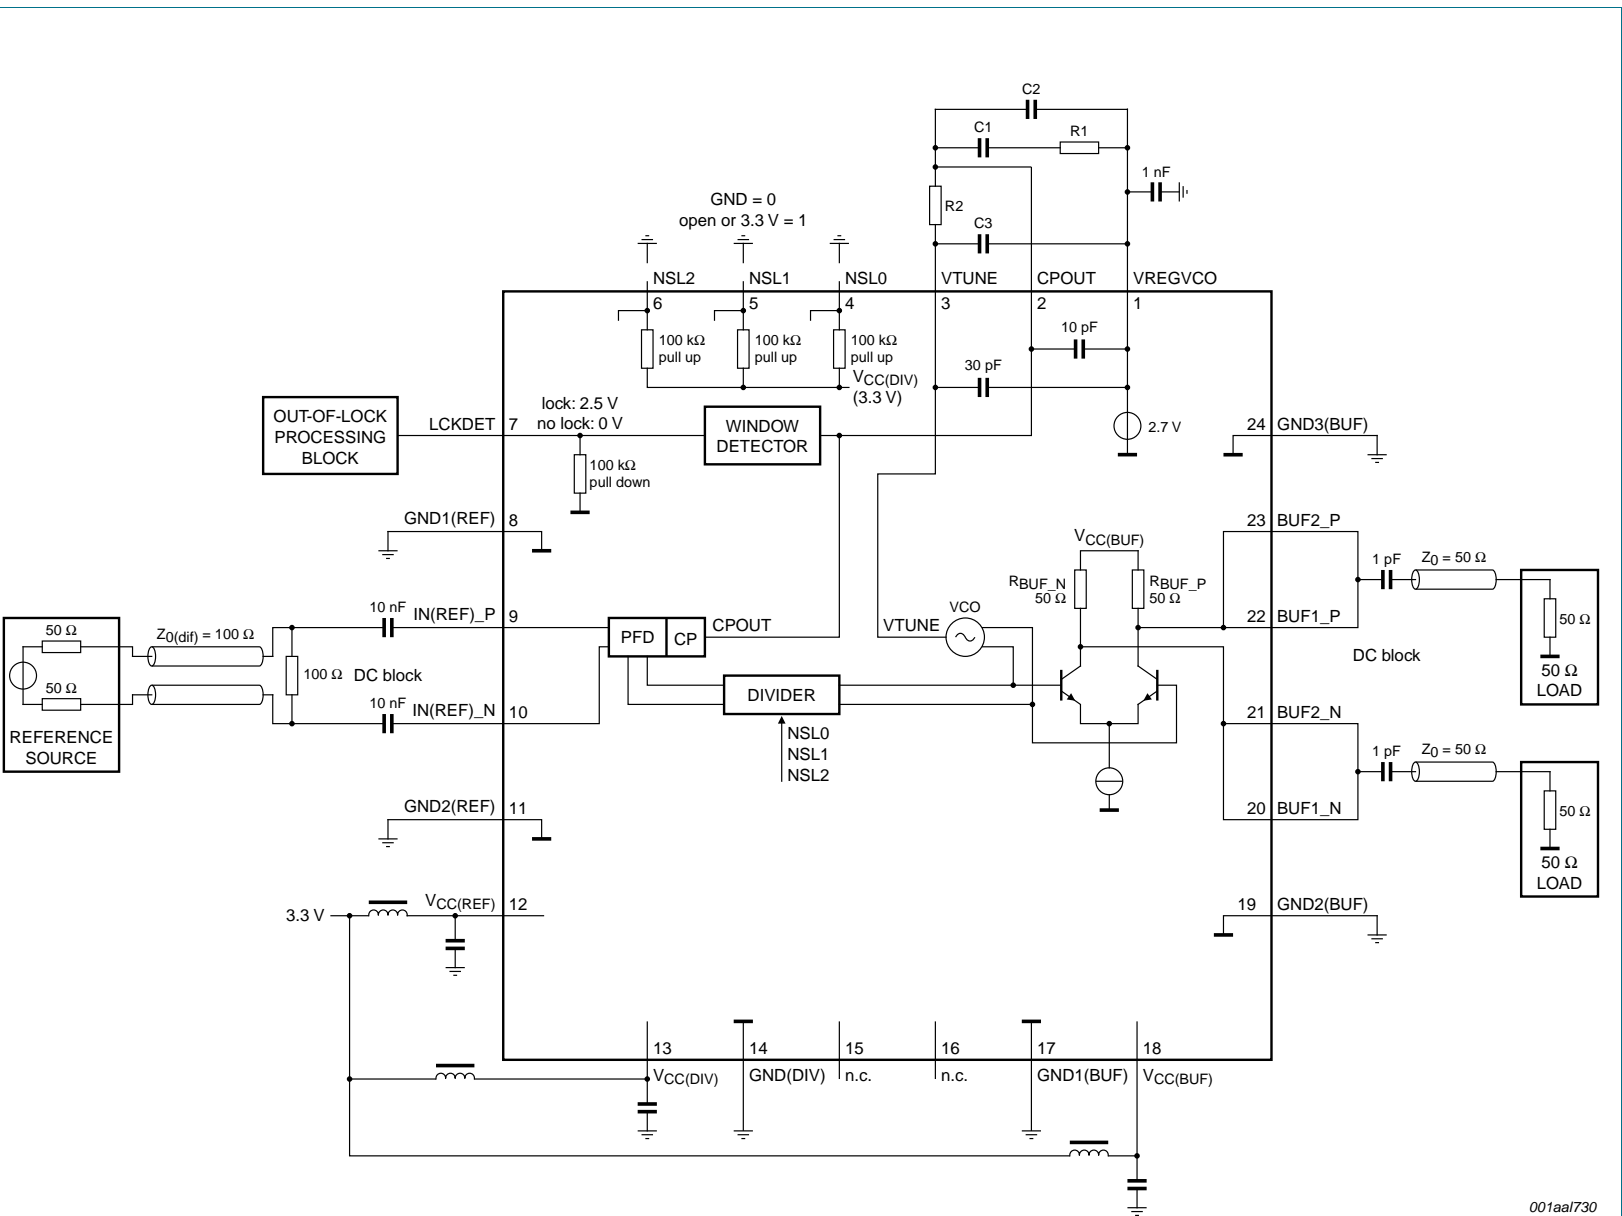 C2
C1
R1
1 nF
GND = 0
open or 3.3 V = 1
R2
C3
NSL2
NSL1
NSL0
VTUNE
CPOUT
VREGVCO
6
5
4
3
2
1
100 kΩ
pull up
100 kΩ
pull up
100 kΩ
pull up
10 pF
30 pF
VCC(DIV)
(3.3 V)
OUT-OF-LOCK
PROCESSING
BLOCK
LCKDET
7
lock: 2.5 V
no lock: 0 V
WINDOW
DETECTOR
2.7 V
24
GND3(BUF)
100 kΩ
pull down
GND1(REF)
8
23
BUF2_P
VCC(BUF)
RBUF_N
50 Ω
RBUF_P
50 Ω
1 pF
Z0 = 50 Ω
50 Ω
50 Ω
LOAD
22
BUF1_P
DC block
10 nF
IN(REF)_P
9
50 Ω
Z0(dif) = 100 Ω
PFD
CP
CPOUT
VTUNE
VCO
100 Ω
DC block
50 Ω
10 nF
IN(REF)_N
10
REFERENCE
SOURCE
DIVIDER
NSL0
NSL1
NSL2
21
BUF2_N
1 pF
Z0 = 50 Ω
50 Ω
50 Ω
LOAD
20
BUF1_N
GND2(REF)
11
3.3 V
VCC(REF)
12
19
GND2(BUF)
13
14
15
16
17
18
VCC(DIV)
GND(DIV)
n.c.
n.c.
GND1(BUF)
VCC(BUF)
001aal730